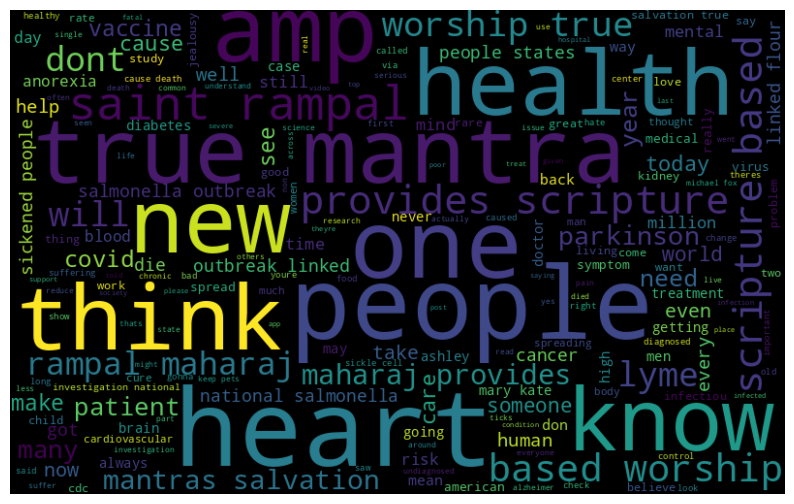 healthy
fatal
single
rate
use
real
hospital
jealousy
amp
worship true
salvation true
say
day
vaccine
cause
people states
mental
dont
study
cause death
called
way
anorexia
death
common
case
via
well
understand
serious
health
center
love
often
video
top
still
year
last
linked flour
help
saint rampal
diabetes
seen
severe
science
across
first
mind
rare
great
hate
issue
thought
really
went
true mantra
see
medical
today
virus
scripture based
sickened people
life
good
poor
treat
given
kidney
michael fox
theres
problem
salmonella outbreak
women
provides scripture
back
will
new
never
actually
caused
research
theyre
man
million
blood
time
one
parkinson
change
thing
others
doctor
living
world
covid
die
outbreak linked
symptom
come
want
two
suffering
chronic
bad
youre
need
live
support
spread
food
yes
died
treatment
pain
infection
reduce
work
much
people
saying
right
even
please
society
think
post
spreading
getting
place
important
show
thats
state
app
diagnosed
might
may
take
ashley
read
cancer
men
every
long
rampal maharaj
sickle cell
high
old
less
cure
gonna
keep pets
maharaj provides
lyme
investigation national
national salmonella
mary kate
body
infectiou
infected
make
patient
part
care
someone
know
child
brain
heart
going
don
ticks
condition
many
got
cardiovascular
around
human
control
said
now
always
investigation
saw
risk
undiagnosed
everyone
suffer
cdc
mantras salvation
mean
american
based worship
alzheimer
check
believe
look